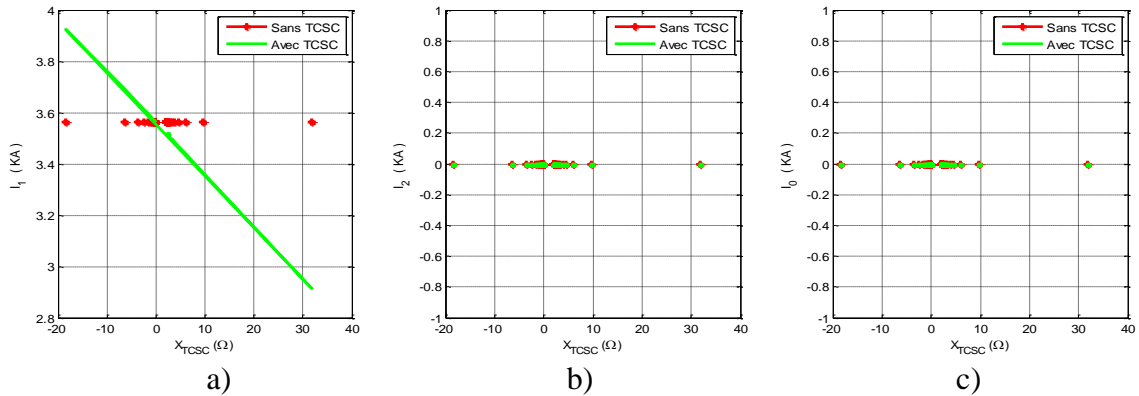 4
3.8
3.6
3.4
3.2
3
2.8
-20 -10 0 10 20 30 40
I1 (KA)
XTCSC (Ω)
Sans TCSC
Avec TCSC
a)
1
0.8
0.6
0.4
0.2
0
-0.2
-0.4
-0.6
-0.8
-1
-20 -10 0 10 20 30 40
I2 (KA)
XTCSC (Ω)
Sans TCSC
Avec TCSC
b)
1
0.8
0.6
0.4
0.2
0
-0.2
-0.4
-0.6
-0.8
-1
-20 -10 0 10 20 30 40
I0 (KA)
XTCSC (Ω)
Sans TCSC
Avec TCSC
c)